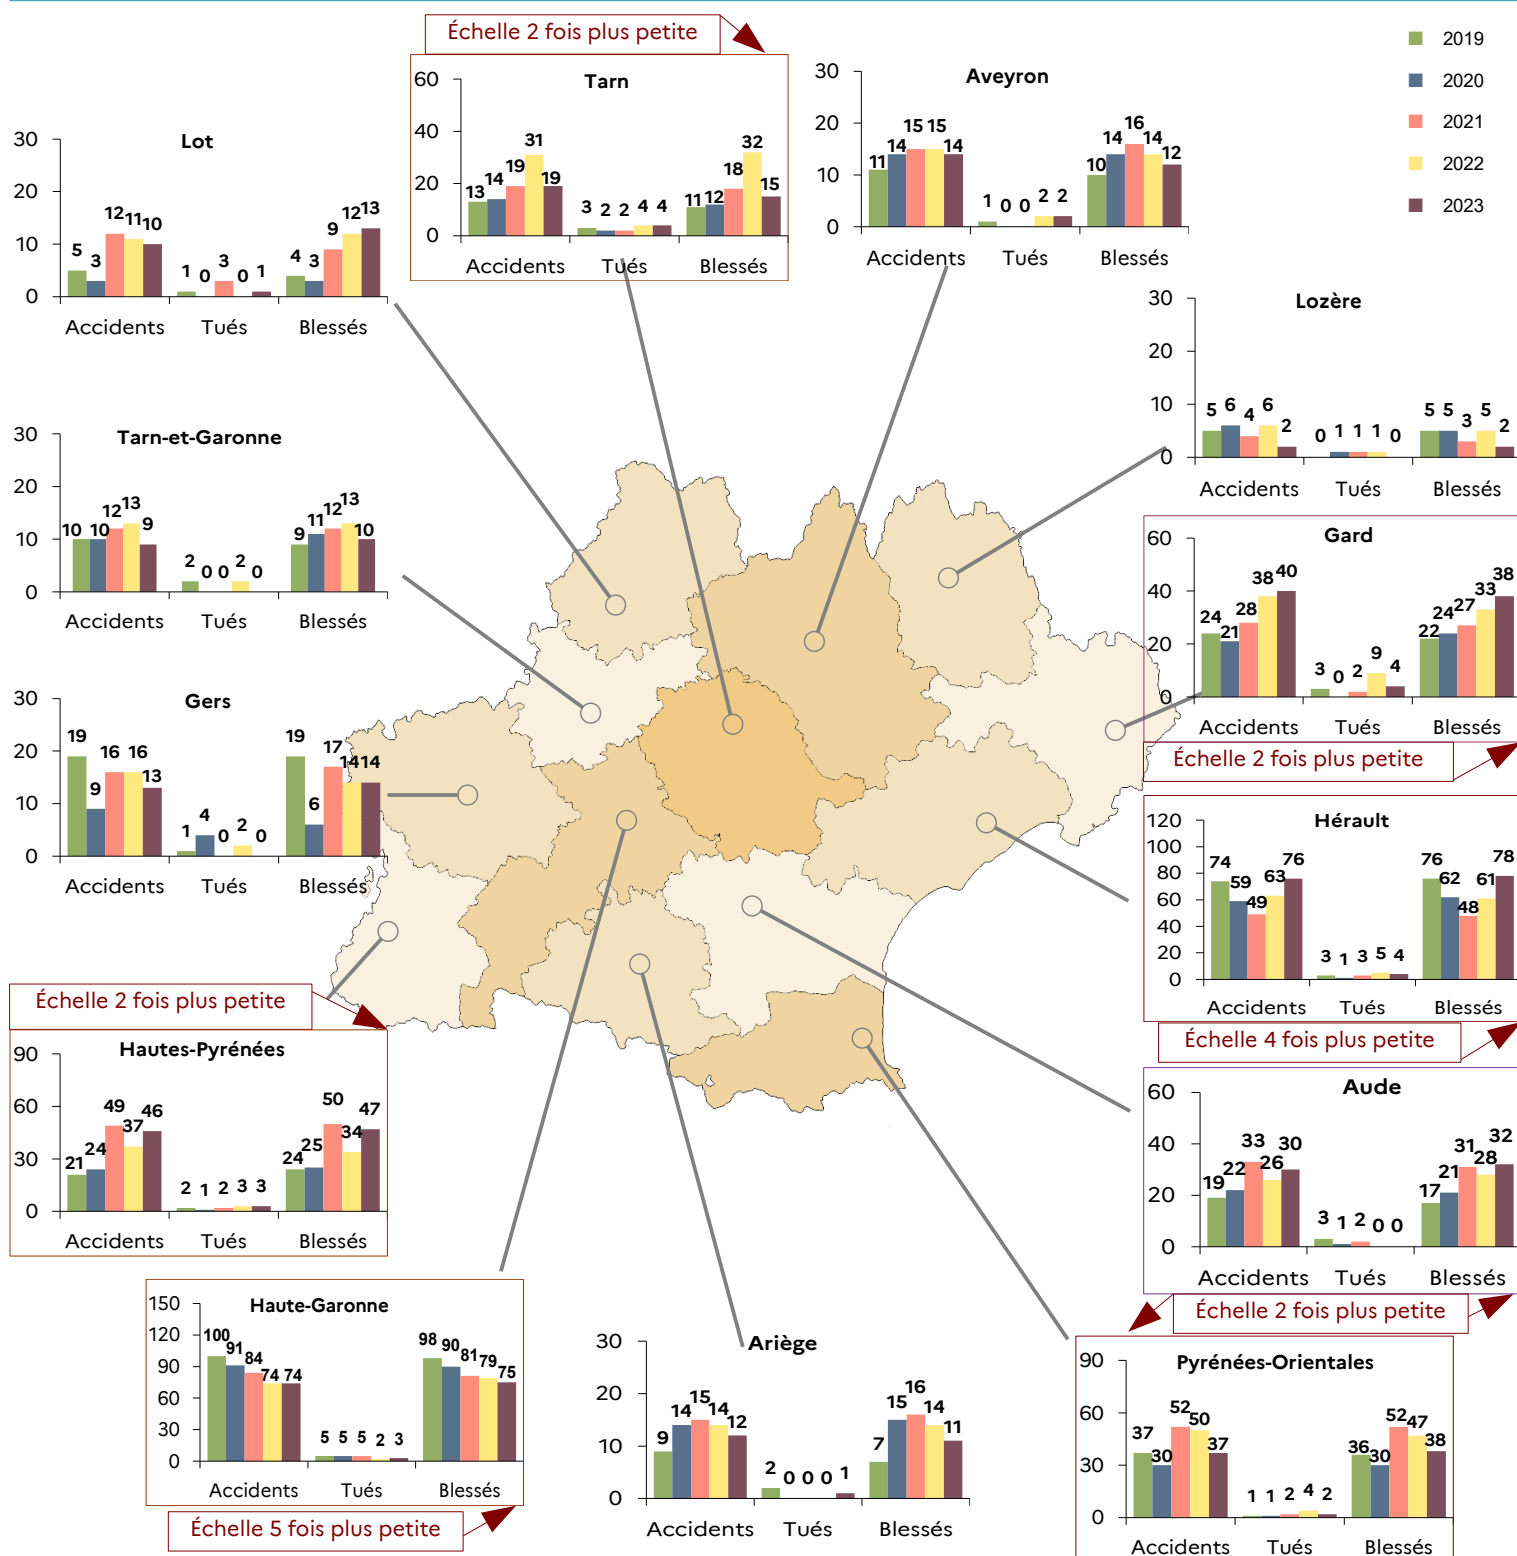 Échelle 2 fois plus petite
2019
2020
2021
2022
2023
Lot
30
20
10
0
5 3 12 11 10
1 0 3 0 1
4 3 9 12 13
Accidents Tués Blessés
Tarn
60
40
20
0
13 14 19 31 19
3 2 2 4 4
11 12 18 32 15
Accidents Tués Blessés
Aveyron
30
20
10
0
11 14 15 15 14
1 0 0 2 2
10 14 16 14 12
Accidents Tués Blessés
Lozère
30
20
10
0
5 6 4 6 2
0 1 1 1 0
5 5 3 5 2
Accidents Tués Blessés
Tarn-et-Garonne
30
20
10
0
10 10 12 13 9
2 0 0 2 0
9 11 12 13 10
Accidents Tués Blessés
Gard
60
40
20
0
24 21 28 38 40
3 0 2 9 4
22 24 27 33 38
Accidents Tués Blessés
Échelle 2 fois plus petite
Gers
30
20
10
0
19 9 16 16 13
1 4 0 2 0
19 6 17 14 14
Accidents Tués Blessés
Hérault
120
100
80
60
40
20
0
74 59 49 63 76
3 1 3 5 4
76 62 48 61 78
Accidents Tués Blessés
Échelle 4 fois plus petite
Échelle 2 fois plus petite
Hautes-Pyrénées
90
60
30
0
21 24 49 37 46
2 1 2 3 3
24 25 50 34 47
Accidents Tués Blessés
Aude
60
40
20
0
19 22 33 26 30
3 1 2 0 0
17 21 31 28 32
Accidents Tués Blessés
Échelle 2 fois plus petite
Haute-Garonne
150
120
90
60
30
0
100 91 84 74 74
5 5 5 2 3
98 90 81 79 75
Accidents Tués Blessés
Échelle 5 fois plus petite
Ariège
30
20
10
0
9 14 15 14 12
2 0 0 0 1
7 15 16 14 11
Accidents Tués Blessés
Pyrénées-Orientales
90
60
30
0
37 30 52 50 37
1 1 2 4 2
36 30 52 47 38
Accidents Tués Blessés